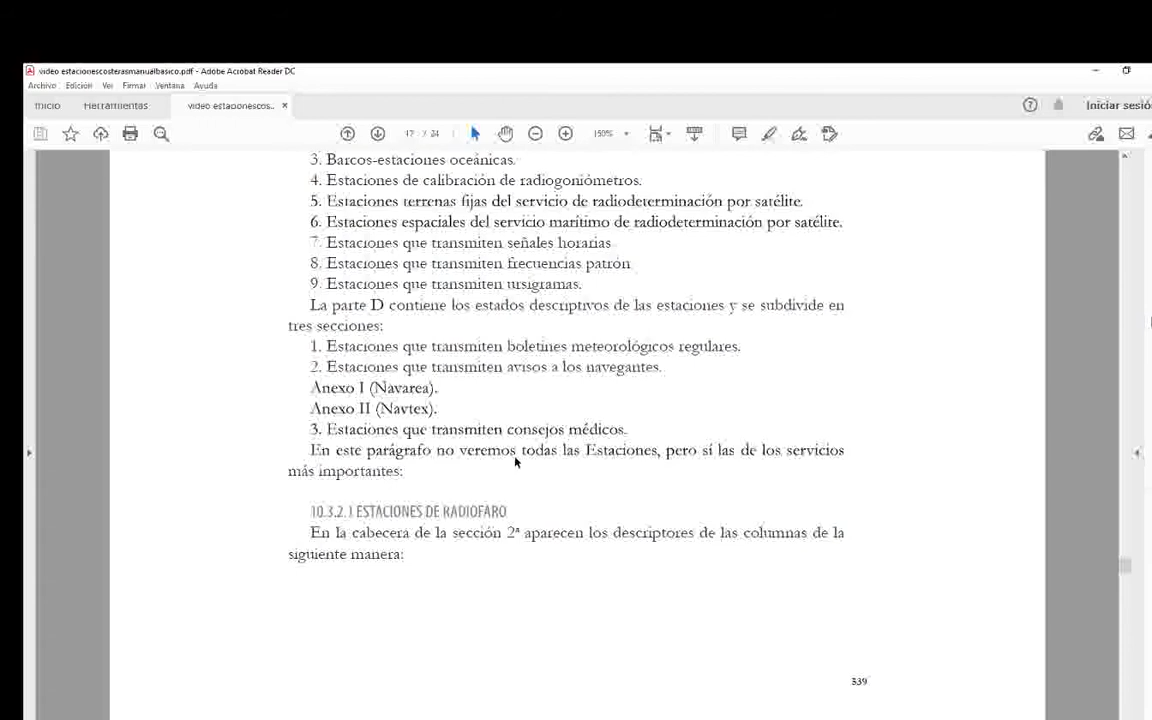 video estacionescosterasmanualbasico.pdf - Adobe Acrobat Reader DC
Archivo Edición Ver Firmar Ventana Ayuda
Inicio Herramientas video estacionescos.. × Iniciar sesió
17 / 24 150%
3. Barcos-estaciones oceánicas.
4. Estaciones de calibración de radiogoniómetros.
5. Estaciones terrenas fijas del servicio de radiodeterminación por satélite.
6. Estaciones espaciales del servicio marítimo de radiodeterminación por satélite.
7. Estaciones que transmiten señales horarias
8. Estaciones que transmiten frecuencias patrón
9. Estaciones que transmiten ursigramas.
La parte D contiene los estados descriptivos de las estaciones y se subdivide en
tres secciones:
1. Estaciones que transmiten boletines meteorológicos regulares.
2. Estaciones que transmiten avisos a los navegantes.
Anexo I (Navarea).
Anexo II (Navtex).
3. Estaciones que transmiten consejos médicos.
En este parágrafo no veremos todas las Estaciones, pero sí las de los servicios
más importantes:
10.3.2.1 ESTACIONES DE RADIOFARO
En la cabecera de la sección 2ª aparecen los descriptores de las columnas de la
siguiente manera:
539